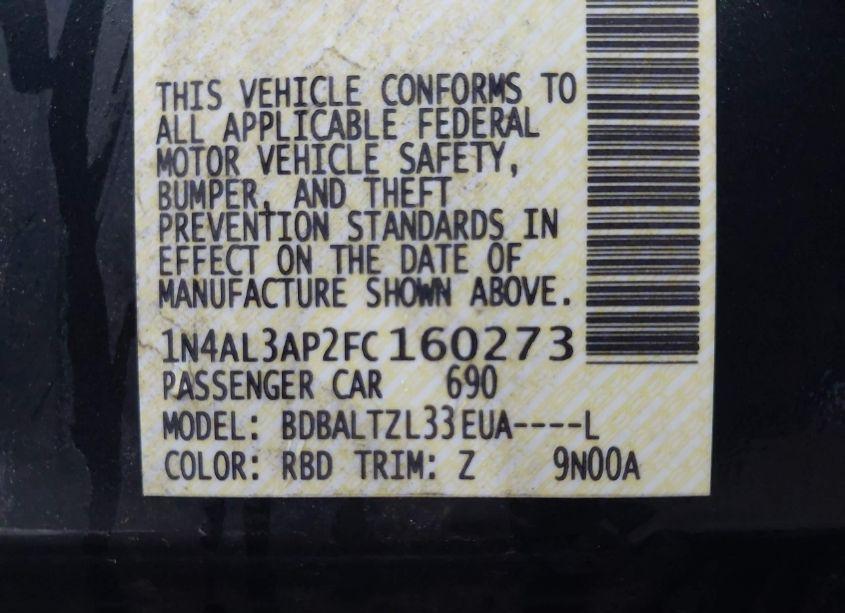 THIS VEHICLE CONFORMS TO
ALL APPLICABLE FEDERAL
MOTOR VEHICLE SAFETY,
BUMPER, AND THEFT
PREVENTION STANDARDS IN
EFFECT ON THE DATE OF
MANUFACTURE SHOWN ABOVE.
1N4AL3AP2FC160273
PASSENGER CAR 690
MODEL: BDBALTZL33EUA----L
COLOR: RBD TRIM: Z 9N00A